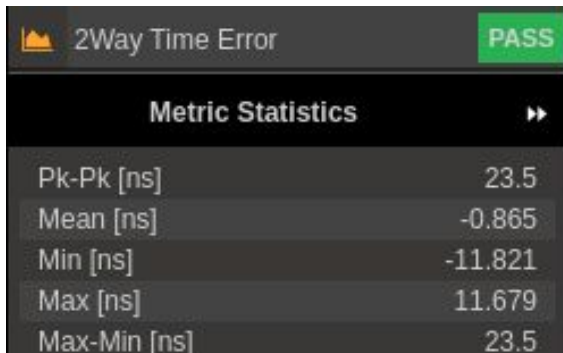 2Way Time Error PASS
Metric Statistics
Pk-Pk [ns] 23.5
Mean [ns] -0.865
Min [ns] -11.821
Max [ns] 11.679
Max-Min [ns] 23.5